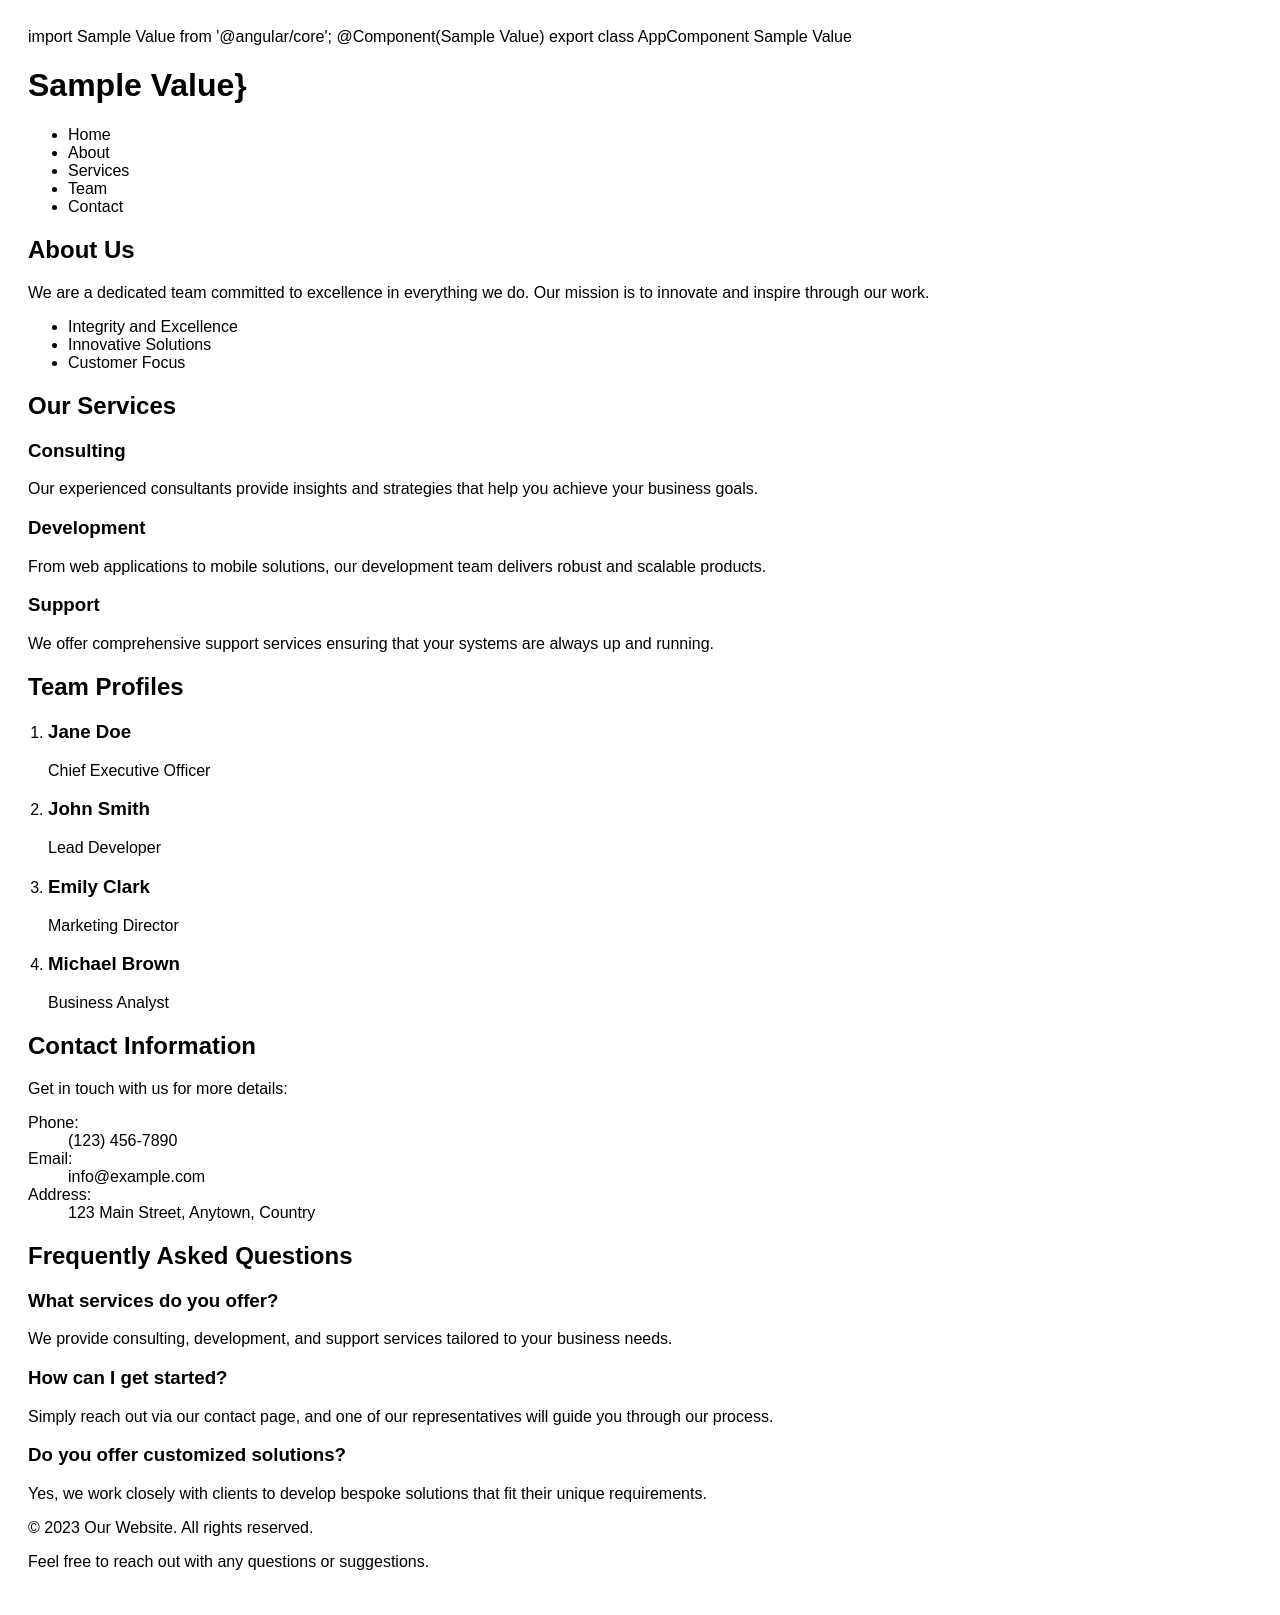 import Sample Value from '@angular/core'; @Component(Sample Value) export class AppComponent Sample Value
Sample Value}
Home
About
Services
Team
Contact
About Us
We are a dedicated team committed to excellence in everything we do. Our mission is to innovate and inspire through our work.
Integrity and Excellence
Innovative Solutions
Customer Focus
Our Services
Consulting
Our experienced consultants provide insights and strategies that help you achieve your business goals.
Development
From web applications to mobile solutions, our development team delivers robust and scalable products.
Support
We offer comprehensive support services ensuring that your systems are always up and running.
Team Profiles
1. Jane Doe
Chief Executive Officer
2. John Smith
Lead Developer
3. Emily Clark
Marketing Director
4. Michael Brown
Business Analyst
Contact Information
Get in touch with us for more details:
Phone:
(123) 456-7890
Email:
info@example.com
Address:
123 Main Street, Anytown, Country
Frequently Asked Questions
What services do you offer?
We provide consulting, development, and support services tailored to your business needs.
How can I get started?
Simply reach out via our contact page, and one of our representatives will guide you through our process.
Do you offer customized solutions?
Yes, we work closely with clients to develop bespoke solutions that fit their unique requirements.
© 2023 Our Website. All rights reserved.
Feel free to reach out with any questions or suggestions.